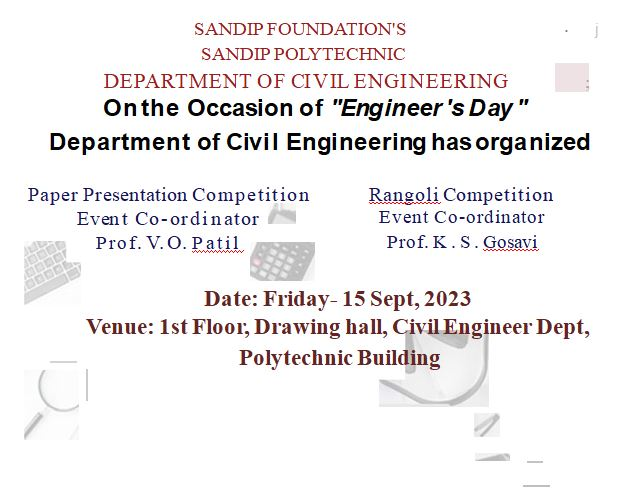 SANDIP FOUNDATION'S
SANDIP POLYTECHNIC
DEPARTMENT OF CIVIL ENGINEERING
On the Occasion of "Engineer's Day"
Department of Civil Engineering has organized
Paper Presentation Competition
Event Co-ordinator
Prof. V. O. Patil
Rangoli Competition
Event Co-ordinator
Prof. K. S. Gosavi
Date: Friday- 15 Sept, 2023
Venue: 1st Floor, Drawing hall, Civil Engineer Dept,
Polytechnic Building